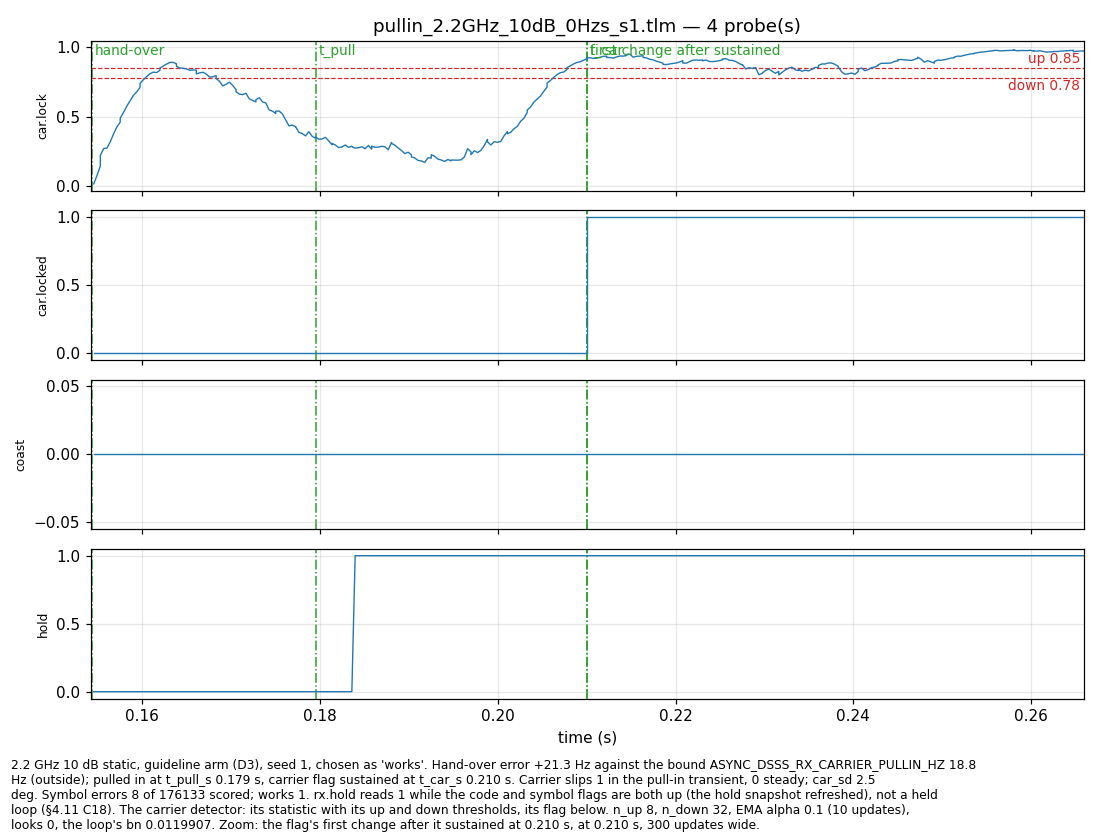 pullin_2.2GHz_10dB_0Hzs_s1.tlm — 4 probe(s)
hand-over
t_pull
first change after sustained
up 0.85
down 0.78
1.0
0.5
0.0
car.lock
1.0
0.5
0.0
car.locked
0.05
0.00
−0.05
coast
1.0
0.5
0.0
hold
0.16
0.18
0.20
0.22
0.24
0.26
time (s)
2.2 GHz 10 dB static, guideline arm (D3), seed 1, chosen as 'works'. Hand-over error +21.3 Hz against the bound ASYNC_DSSS_RX_CARRIER_PULLIN_HZ 18.8
Hz (outside); pulled in at t_pull_s 0.179 s, carrier flag sustained at t_car_s 0.210 s. Carrier slips 1 in the pull-in transient, 0 steady; car_sd 2.5
deg. Symbol errors 8 of 176133 scored; works 1. rx.hold reads 1 while the code and symbol flags are both up (the hold snapshot refreshed), not a held
loop (§4.11 C18). The carrier detector: its statistic with its up and down thresholds, its flag below. n_up 8, n_down 32, EMA alpha 0.1 (10 updates),
looks 0, the loop's bn 0.0119907. Zoom: the flag's first change after it sustained at 0.210 s, at 0.210 s, 300 updates wide.